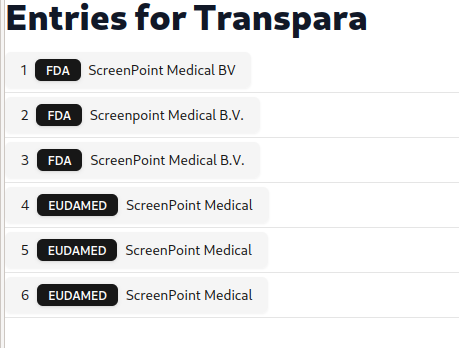 Entries for Transpara
1 FDA ScreenPoint Medical BV
2 FDA Screenpoint Medical B.V.
3 FDA ScreenPoint Medical B.V.
4 EUDAMED ScreenPoint Medical
5 EUDAMED ScreenPoint Medical
6 EUDAMED ScreenPoint Medical